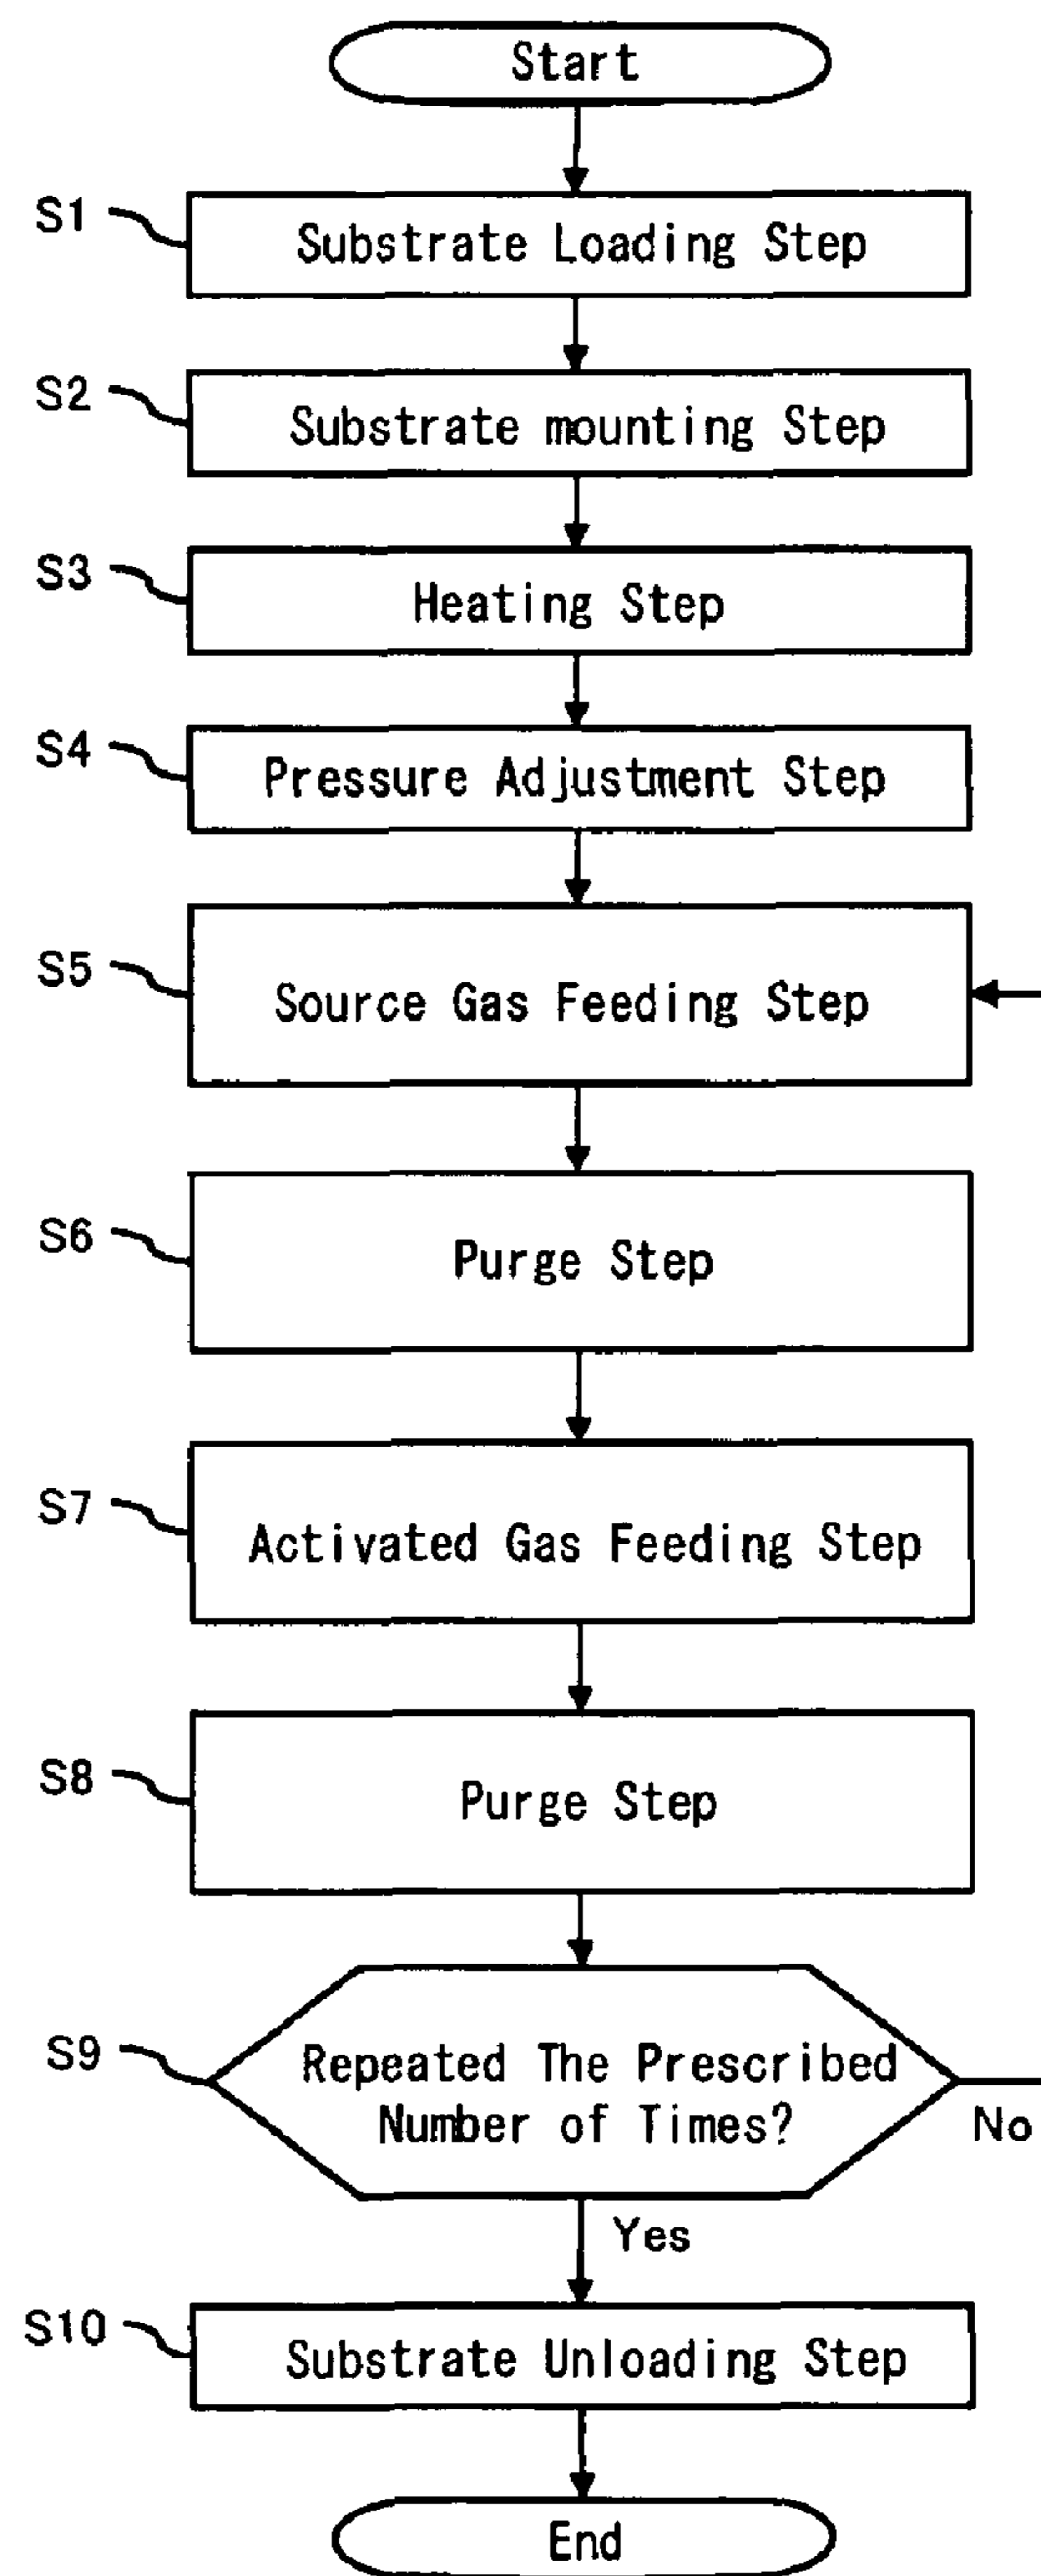 Start
S1
Substrate Loading Step
S2
Substrate mounting Step
S3
Heating Step
S4
Pressure Adjustment Step
S5
Source Gas Feeding Step
S6
Purge Step
S7
Activated Gas Feeding Step
S8
Purge Step
S9
Repeated The Prescribed
Number of Times?
No
Yes
S10
Substrate Unloading Step
End